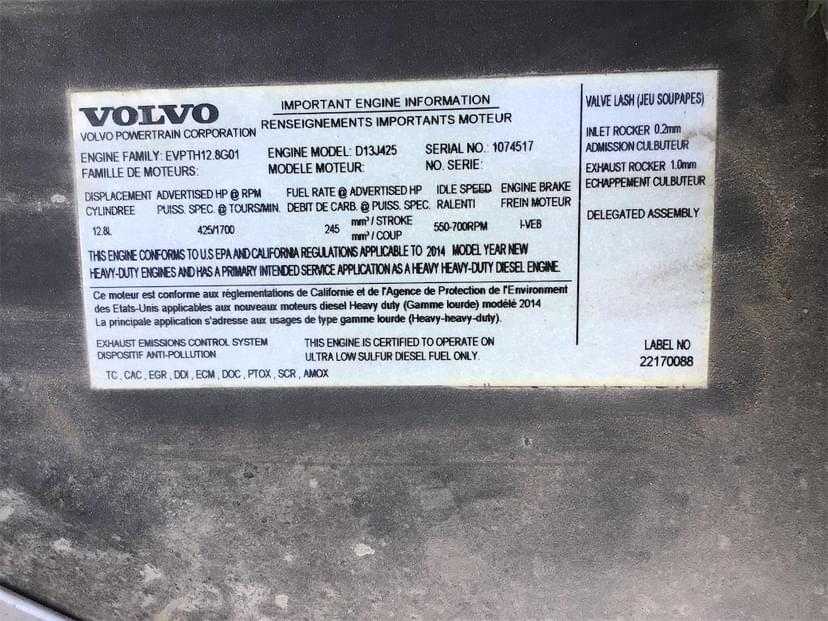 VOLVO
VOLVO POWERTRAIN CORPORATION
IMPORTANT ENGINE INFORMATION
RENSEIGNEMENTS IMPORTANTS MOTEUR
ENGINE FAMILY: EVPTH12.8G01 ENGINE MODEL: D13J425 SERIAL NO.: 1074517
FAMILLE DE MOTEURS: MODELE MOTEUR: NO. SERIE:
DISPLACEMENT ADVERTISED HP @ RPM FUEL RATE @ ADVERTISED HP IDLE SPEED ENGINE BRAKE
CYLINDREE PUISS. SPEC. @ TOURS/MIN. DEBIT DE CARB. @ PUISS. SPEC. RALENTI FREIN MOTEUR
12.8L 425/1700 245 mm³ / STROKE 550-700RPM I-VEB
mm³ / COUP
THIS ENGINE CONFORMS TO U.S EPA AND CALIFORNIA REGULATIONS APPLICABLE TO 2014 MODEL YEAR NEW
HEAVY-DUTY ENGINES AND HAS A PRIMARY INTENDED SERVICE APPLICATION AS A HEAVY HEAVY-DUTY DIESEL ENGINE.
Ce moteur est conforme aux réglementations de Californie et de l'Agence de Protection de l'Environment
des Etats-Unis applicables aux nouveaux moteurs diesel Heavy duty (Gamme lourde) modélé 2014
La principale application s'adresse aux usages de type gamme lourde (Heavy-heavy-duty).
EXHAUST EMISSIONS CONTROL SYSTEM THIS ENGINE IS CERTIFIED TO OPERATE ON
DISPOSITIF ANTI-POLLUTION ULTRA LOW SULFUR DIESEL FUEL ONLY.
TC , CAC , EGR , DDI , ECM , DOC , PTOX , SCR , AMOX
VALVE LASH (JEU SOUPAPES)
INLET ROCKER 0.2mm
ADMISSION CULBUTEUR
EXHAUST ROCKER 1.0mm
ECHAPPEMENT CULBUTEUR
DELEGATED ASSEMBLY
LABEL NO
22170088